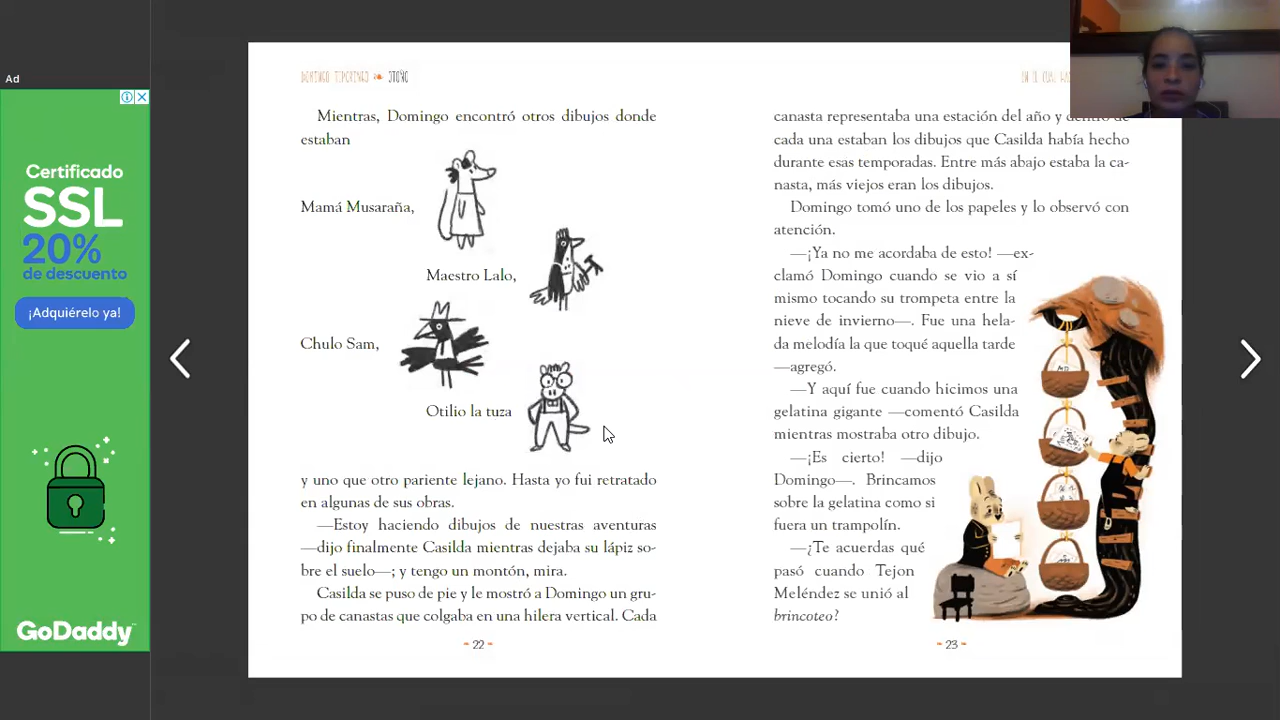 Ad
Certificado
SSL
20%
de descuento
¡Adquiérelo ya!
GoDaddy
DOMINGO TEPORINGO ❧ OTOÑO
Mientras, Domingo encontró otros dibujos donde
estaban
Mamá Musaraña,
Maestro Lalo,
Chulo Sam,
Otilio la tuza
y uno que otro pariente lejano. Hasta yo fui retratado
en algunas de sus obras.
—Estoy haciendo dibujos de nuestras aventuras
—dijo finalmente Casilda mientras dejaba su lápiz so-
bre el suelo—; y tengo un montón, mira.
Casilda se puso de pie y le mostró a Domingo un gru-
po de canastas que colgaba en una hilera vertical. Cada
~ 22 ~
canasta representaba una estación del año y dentro de
cada una estaban los dibujos que Casilda había hecho
durante esas temporadas. Entre más abajo estaba la ca-
nasta, más viejos eran los dibujos.
Domingo tomó uno de los papeles y lo observó con
atención.
—¡Ya no me acordaba de esto! —ex-
clamó Domingo cuando se vio a sí
mismo tocando su trompeta entre la
nieve de invierno—. Fue una hela-
da melodía la que toqué aquella tarde
—agregó.
—Y aquí fue cuando hicimos una
gelatina gigante —comentó Casilda
mientras mostraba otro dibujo.
—¡Es cierto! —dijo
Domingo—. Brincamos
sobre la gelatina como si
fuera un trampolín.
—¿Te acuerdas qué
pasó cuando Tejon
Meléndez se unió al
brincoteo?
~ 23 ~